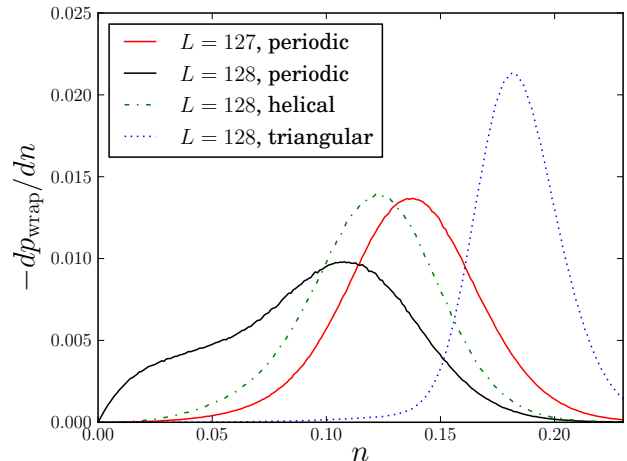 0.025
0.020
0.015
0.010
0.005
0.000
−dp_wrap/dn
L = 127, periodic
L = 128, periodic
L = 128, helical
L = 128, triangular
0.00 0.05 0.10 0.15 0.20
n